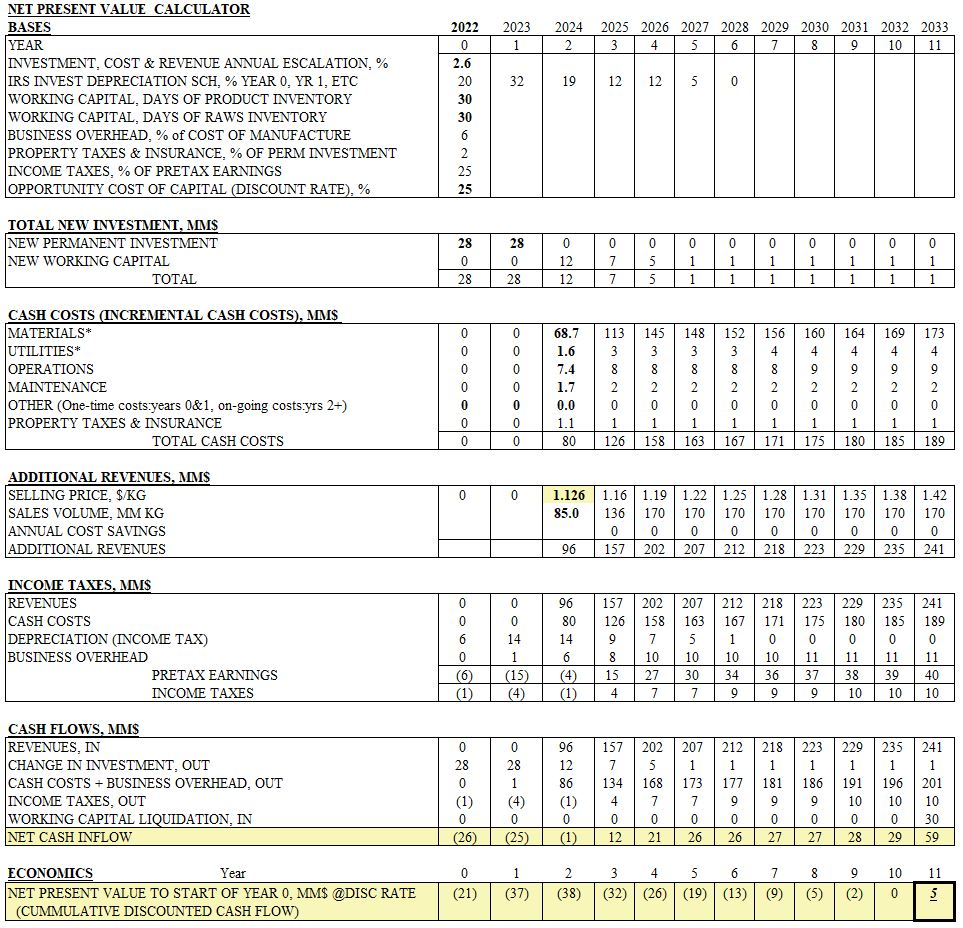 NET PRESENT VALUE CALCULATOR
BASES 2022 2023 2024 2025 2026 2027 2028 2029 2030 2031 2032 2033
YEAR 0 1 2 3 4 5 6 7 8 9 10 11
INVESTMENT, COST & REVENUE ANNUAL ESCALATION, % 2.6
IRS INVEST DEPRECIATION SCH, % YEAR 0, YR 1, ETC 20 32 19 12 12 5 0
WORKING CAPITAL, DAYS OF PRODUCT INVENTORY 30
WORKING CAPITAL, DAYS OF RAWS INVENTORY 30
BUSINESS OVERHEAD, % of COST OF MANUFACTURE 6
PROPERTY TAXES & INSURANCE, % OF PERM INVESTMENT 2
INCOME TAXES, % OF PRETAX EARNINGS 25
OPPORTUNITY COST OF CAPITAL (DISCOUNT RATE), % 25
TOTAL NEW INVESTMENT, MM$
NEW PERMANENT INVESTMENT 28 28 0 0 0 0 0 0 0 0 0 0
NEW WORKING CAPITAL 0 0 12 7 5 1 1 1 1 1 1 1
TOTAL 28 28 12 7 5 1 1 1 1 1 1 1
CASH COSTS (INCREMENTAL CASH COSTS), MM$
MATERIALS* 0 0 68.7 113 145 148 152 156 160 164 169 173
UTILITIES* 0 0 1.6 3 3 3 3 4 4 4 4 4
OPERATIONS 0 0 7.4 8 8 8 8 8 9 9 9 9
MAINTENANCE 0 0 1.7 2 2 2 2 2 2 2 2 2
OTHER (One-time costs:years 0&1, on-going costs:yrs 2+) 0 0 0.0 0 0 0 0 0 0 0 0 0
PROPERTY TAXES & INSURANCE 0 0 1.1 1 1 1 1 1 1 1 1 1
TOTAL CASH COSTS 0 0 80 126 158 163 167 171 175 180 185 189
ADDITIONAL REVENUES, MM$
SELLING PRICE, $/KG 0 0 1.126 1.16 1.19 1.22 1.25 1.28 1.31 1.35 1.38 1.42
SALES VOLUME, MM KG 85.0 136 170 170 170 170 170 170 170 170
ANNUAL COST SAVINGS 0 0 0 0 0 0 0 0 0
ADDITIONAL REVENUES 96 157 202 207 212 218 223 229 235 241
INCOME TAXES, MM$
REVENUES 0 0 96 157 202 207 212 218 223 229 235 241
CASH COSTS 0 0 80 126 158 163 167 171 175 180 185 189
DEPRECIATION (INCOME TAX) 6 14 14 9 7 5 1 0 0 0 0 0
BUSINESS OVERHEAD 0 1 6 8 10 10 10 10 11 11 11 11
PRETAX EARNINGS (6) (15) (4) 15 27 30 34 36 37 38 39 40
INCOME TAXES (1) (4) (1) 4 7 7 9 9 9 10 10 10
CASH FLOWS, MM$
REVENUES, IN 0 0 96 157 202 207 212 218 223 229 235 241
CHANGE IN INVESTMENT, OUT 28 28 12 7 5 1 1 1 1 1 1 1
CASH COSTS + BUSINESS OVERHEAD, OUT 0 1 86 134 168 173 177 181 186 191 196 201
INCOME TAXES, OUT (1) (4) (1) 4 7 7 9 9 9 10 10 10
WORKING CAPITAL LIQUIDATION, IN 0 0 0 0 0 0 0 0 0 0 0 30
NET CASH INFLOW (26) (25) (1) 12 21 26 26 27 27 28 29 59
ECONOMICS Year 0 1 2 3 4 5 6 7 8 9 10 11
NET PRESENT VALUE TO START OF YEAR 0, MM$ @DISC RATE (21) (37) (38) (32) (26) (19) (13) (9) (5) (2) 0 5
(CUMMULATIVE DISCOUNTED CASH FLOW)